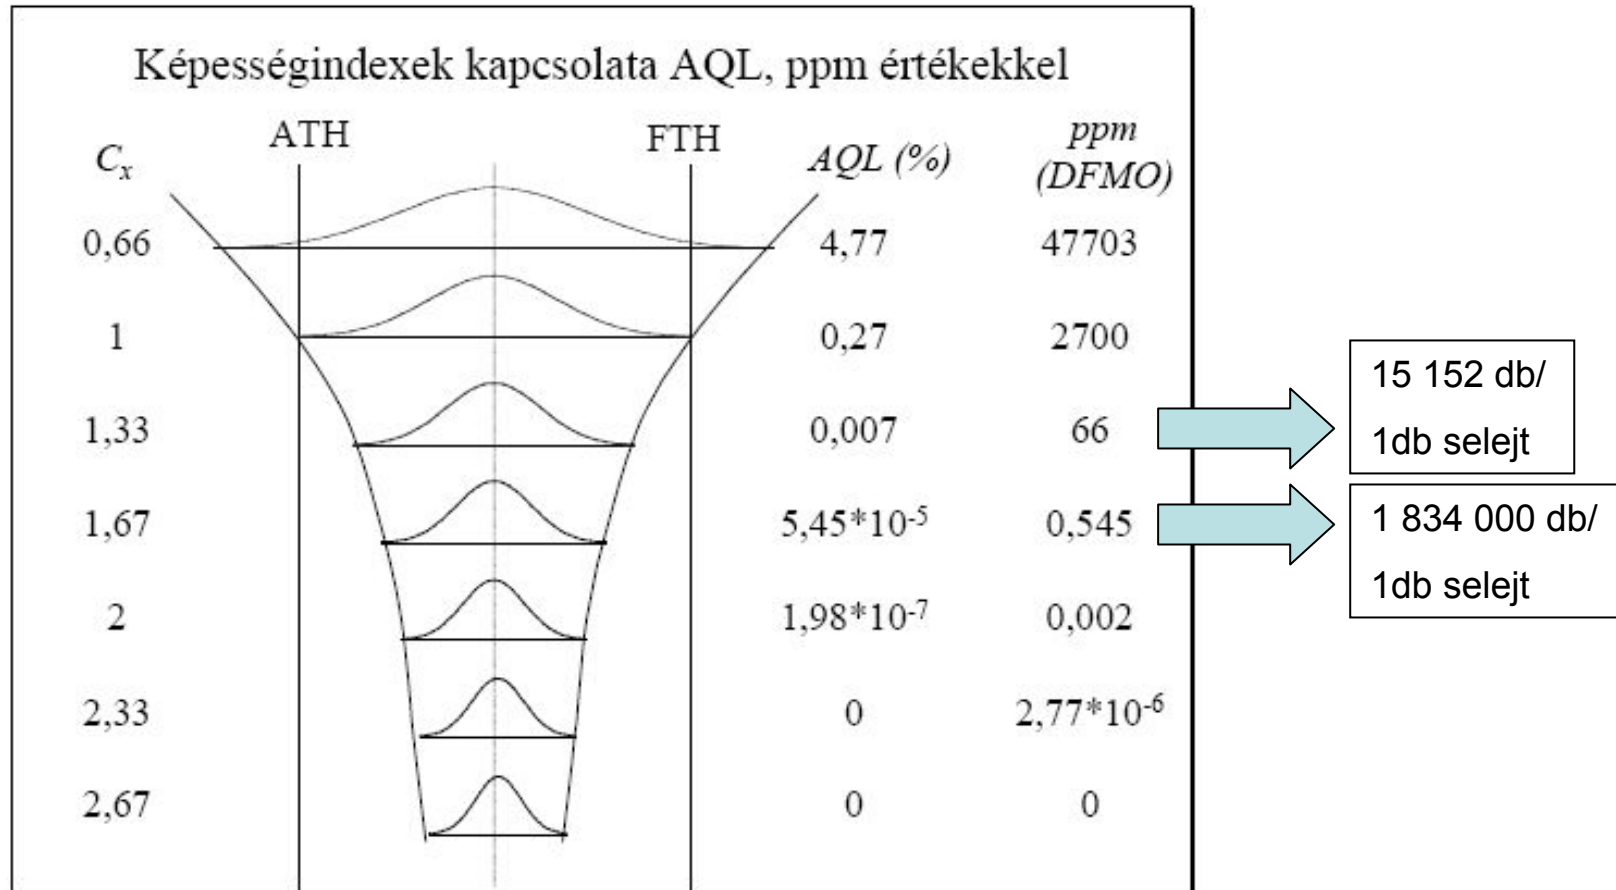 Képességindexek kapcsolata AQL, ppm értékekkel
Cₓ ATH FTH AQL (%) ppm
(DFMO)
0,66 4,77 47703
1 0,27 2700
1,33 0,007 66
1,67 5,45*10⁻⁵ 0,545
2 1,98*10⁻⁷ 0,002
2,33 0 2,77*10⁻⁶
2,67 0 0
15 152 db/
1db selejt
1 834 000 db/
1db selejt